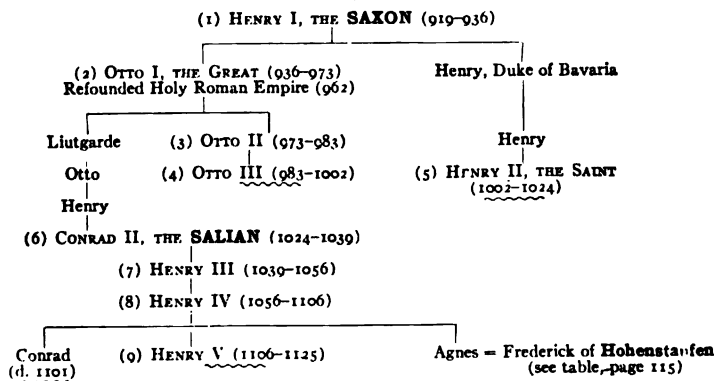 (1) HENRY I, THE SAXON (919–936)
(2) OTTO I, THE GREAT (936–973)
Refounded Holy Roman Empire (962)
Henry, Duke of Bavaria
Liutgarde
(3) OTTO II (973–983)
Henry
Otto
(4) OTTO III (983–1002)
(5) HENRY II, THE SAINT
(1002–1024)
Henry
(6) CONRAD II, THE SALIAN (1024–1039)
(7) HENRY III (1039–1056)
(8) HENRY IV (1056–1106)
Conrad
(d. 1101)
(9) HENRY V (1106–1125)
Agnes = Frederick of Hohenstaufen
(see table, page 115)